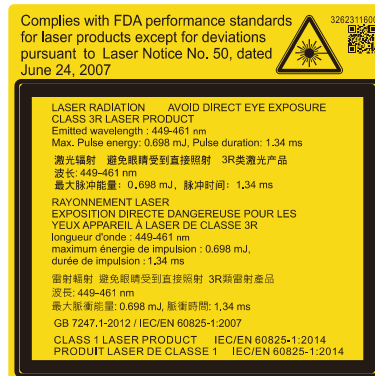 Complies with FDA performance standards
for laser products except for deviations
pursuant to Laser Notice No. 50, dated
June 24, 2007
LASER RADIATION AVOID DIRECT EYE EXPOSURE
CLASS 3R LASER PRODUCT
Emitted wavelength : 449-461 nm
Max. Pulse energy: 0.698 mJ, Pulse duration: 1.34 ms
激光辐射 避免眼睛受到直接照射 3R类激光产品
波长: 449-461 nm
最大脉冲能量: 0.698 mJ, 脉冲时间: 1.34 ms
RAYONNEMENT LASER
EXPOSITION DIRECTE DANGEREUSE POUR LES
YEUX APPAREIL À LASER DE CLASSE 3R
longueur d'onde : 449-461 nm
maximum énergie de impulsion : 0.698 mJ,
durée de impulsion : 1.34 ms
雷射輻射 避免眼睛受到直接照射 3R類雷射產品
波長: 449-461 nm
最大脈衝能量: 0.698 mJ, 脈衝時間: 1.34 ms
GB 7247.1-2012 / IEC/EN 60825-1:2007
CLASS 1 LASER PRODUCT IEC/EN 60825-1:2014
PRODUIT LASER DE CLASSE 1 IEC/EN 60825-1:2014